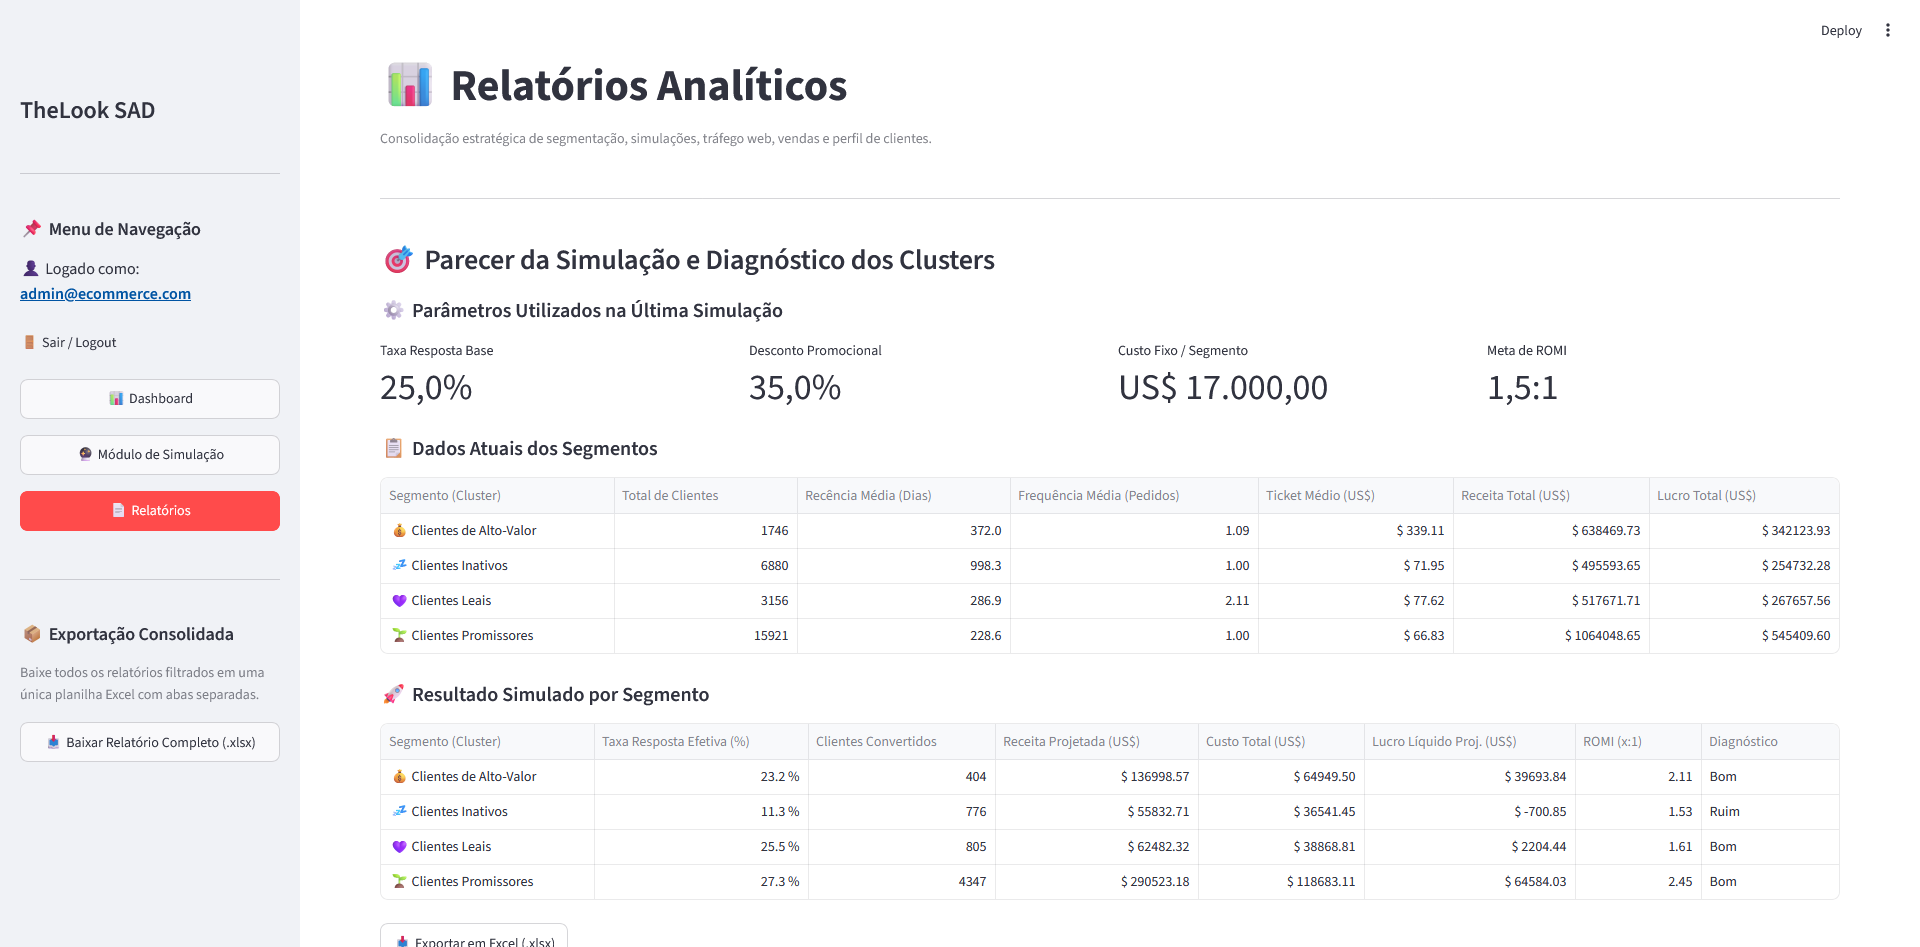 Deploy
TheLook SAD
Menu de Navegação
Logado como:
admin@ecommerce.com
Sair / Logout
Dashboard
Módulo de Simulação
Relatórios
Exportação Consolidada
Baixe todos os relatórios filtrados em uma
única planilha Excel com abas separadas.
Baixar Relatório Completo (.xlsx)
Relatórios Analíticos
Consolidação estratégica de segmentação, simulações, tráfego web, vendas e perfil de clientes.
Parecer da Simulação e Diagnóstico dos Clusters
Parâmetros Utilizados na Última Simulação
Taxa Resposta Base Desconto Promocional Custo Fixo / Segmento Meta de ROMI
25,0% 35,0% US$ 17.000,00 1,5:1
Dados Atuais dos Segmentos
Segmento (Cluster) Total de Clientes Recência Média (Dias) Frequência Média (Pedidos) Ticket Médio (US$) Receita Total (US$) Lucro Total (US$)
Clientes de Alto-Valor 1746 372.0 1.09 $ 339.11 $ 638469.73 $ 342123.93
Clientes Inativos 6880 998.3 1.00 $ 71.95 $ 495593.65 $ 254732.28
Clientes Leais 3156 286.9 2.11 $ 77.62 $ 517671.71 $ 267657.56
Clientes Promissores 15921 228.6 1.00 $ 66.83 $ 1064048.65 $ 545409.60
Resultado Simulado por Segmento
Segmento (Cluster) Taxa Resposta Efetiva (%) Clientes Convertidos Receita Projetada (US$) Custo Total (US$) Lucro Líquido Proj. (US$) ROMI (x:1) Diagnóstico
Clientes de Alto-Valor 23.2 % 404 $ 136998.57 $ 64949.50 $ 39693.84 2.11 Bom
Clientes Inativos 11.3 % 776 $ 55832.71 $ 36541.45 $ -700.85 1.53 Ruim
Clientes Leais 25.5 % 805 $ 62482.32 $ 38868.81 $ 2204.44 1.61 Bom
Clientes Promissores 27.3 % 4347 $ 290523.18 $ 118683.11 $ 64584.03 2.45 Bom
Exportar em Excel (.xlsx)